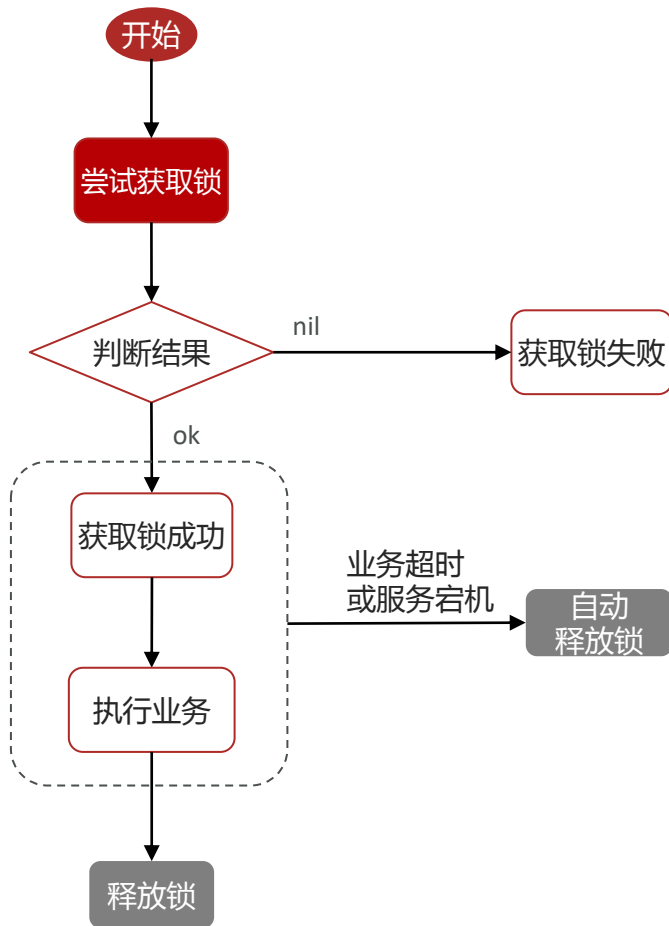 开始
尝试获取锁
判断结果
nil
获取锁失败
ok
获取锁成功
业务超时
或服务宕机
自动
释放锁
执行业务
释放锁